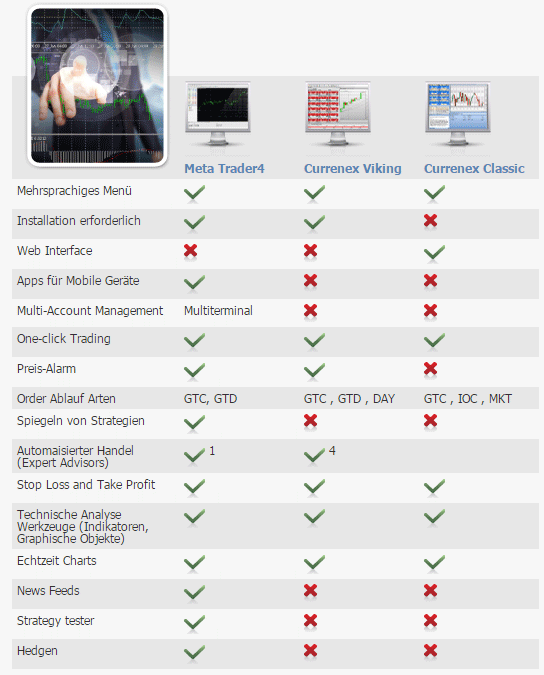 Meta Trader4 Currenex Viking Currenex Classic
Mehrsprachiges Menü
Installation erforderlich
Web Interface
Apps für Mobile Geräte
Multi-Account Management Multiterminal
One-click Trading
Preis-Alarm
Order Ablauf Arten GTC, GTD GTC , GTD , DAY GTC , IOC , MKT
Spiegeln von Strategien
Automaisierter Handel 1 4
(Expert Advisors)
Stop Loss and Take Profit
Technische Analyse
Werkzeuge (Indikatoren,
Graphische Objekte)
Echtzeit Charts
News Feeds
Strategy tester
Hedgen